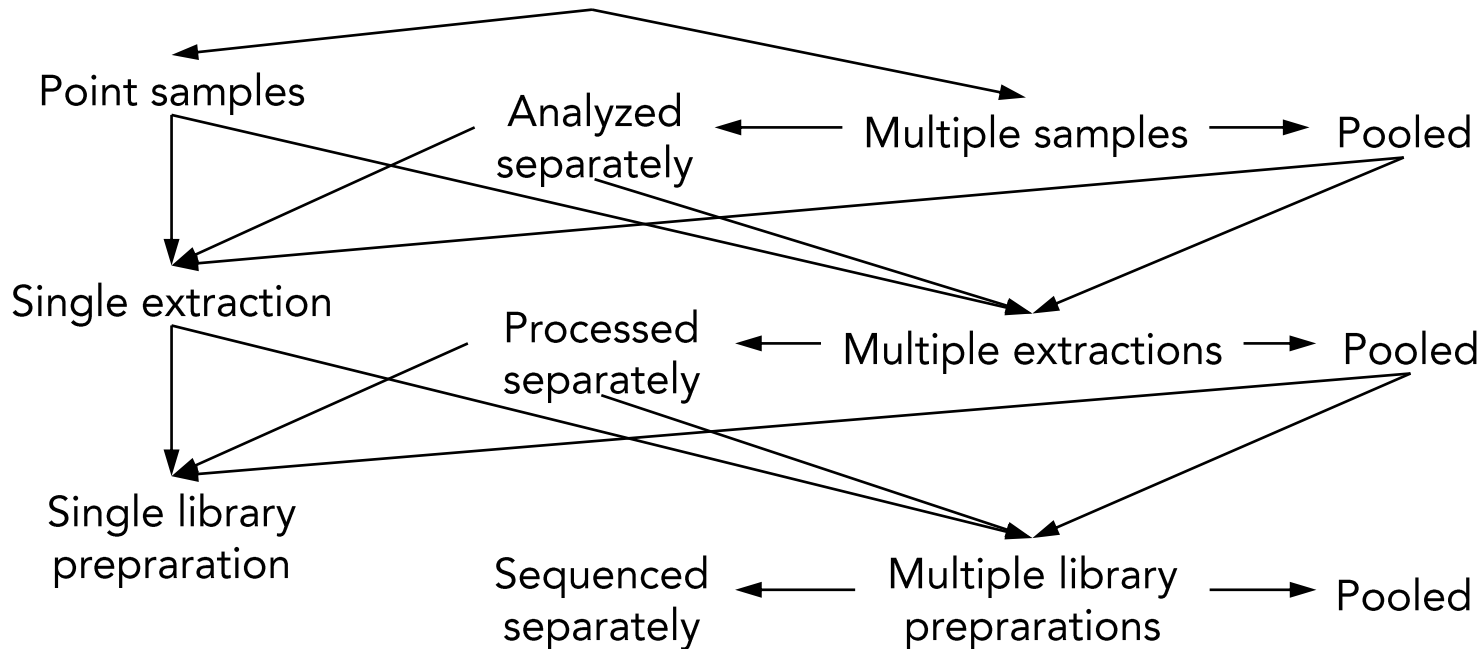 Point samples
Analyzed
separately
Multiple samples
Pooled
Single extraction
Processed
separately
Multiple extractions
Pooled
Single library
prepraration
Sequenced
separately
Multiple library
preprarations
Pooled